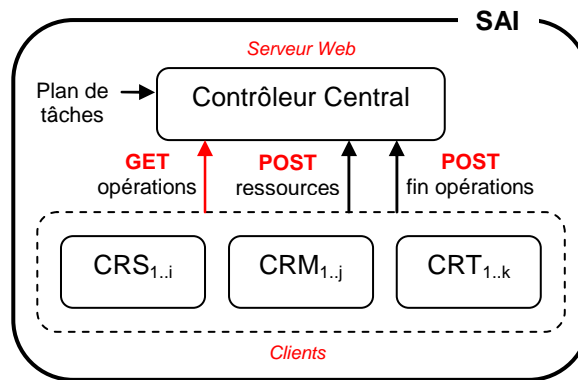 SAI
Serveur Web
Plan de
tâches
Contrôleur Central
GET
opérations
POST
ressources
POST
fin opérations
CRS1..i
CRM1..j
CRT1..k
Clients